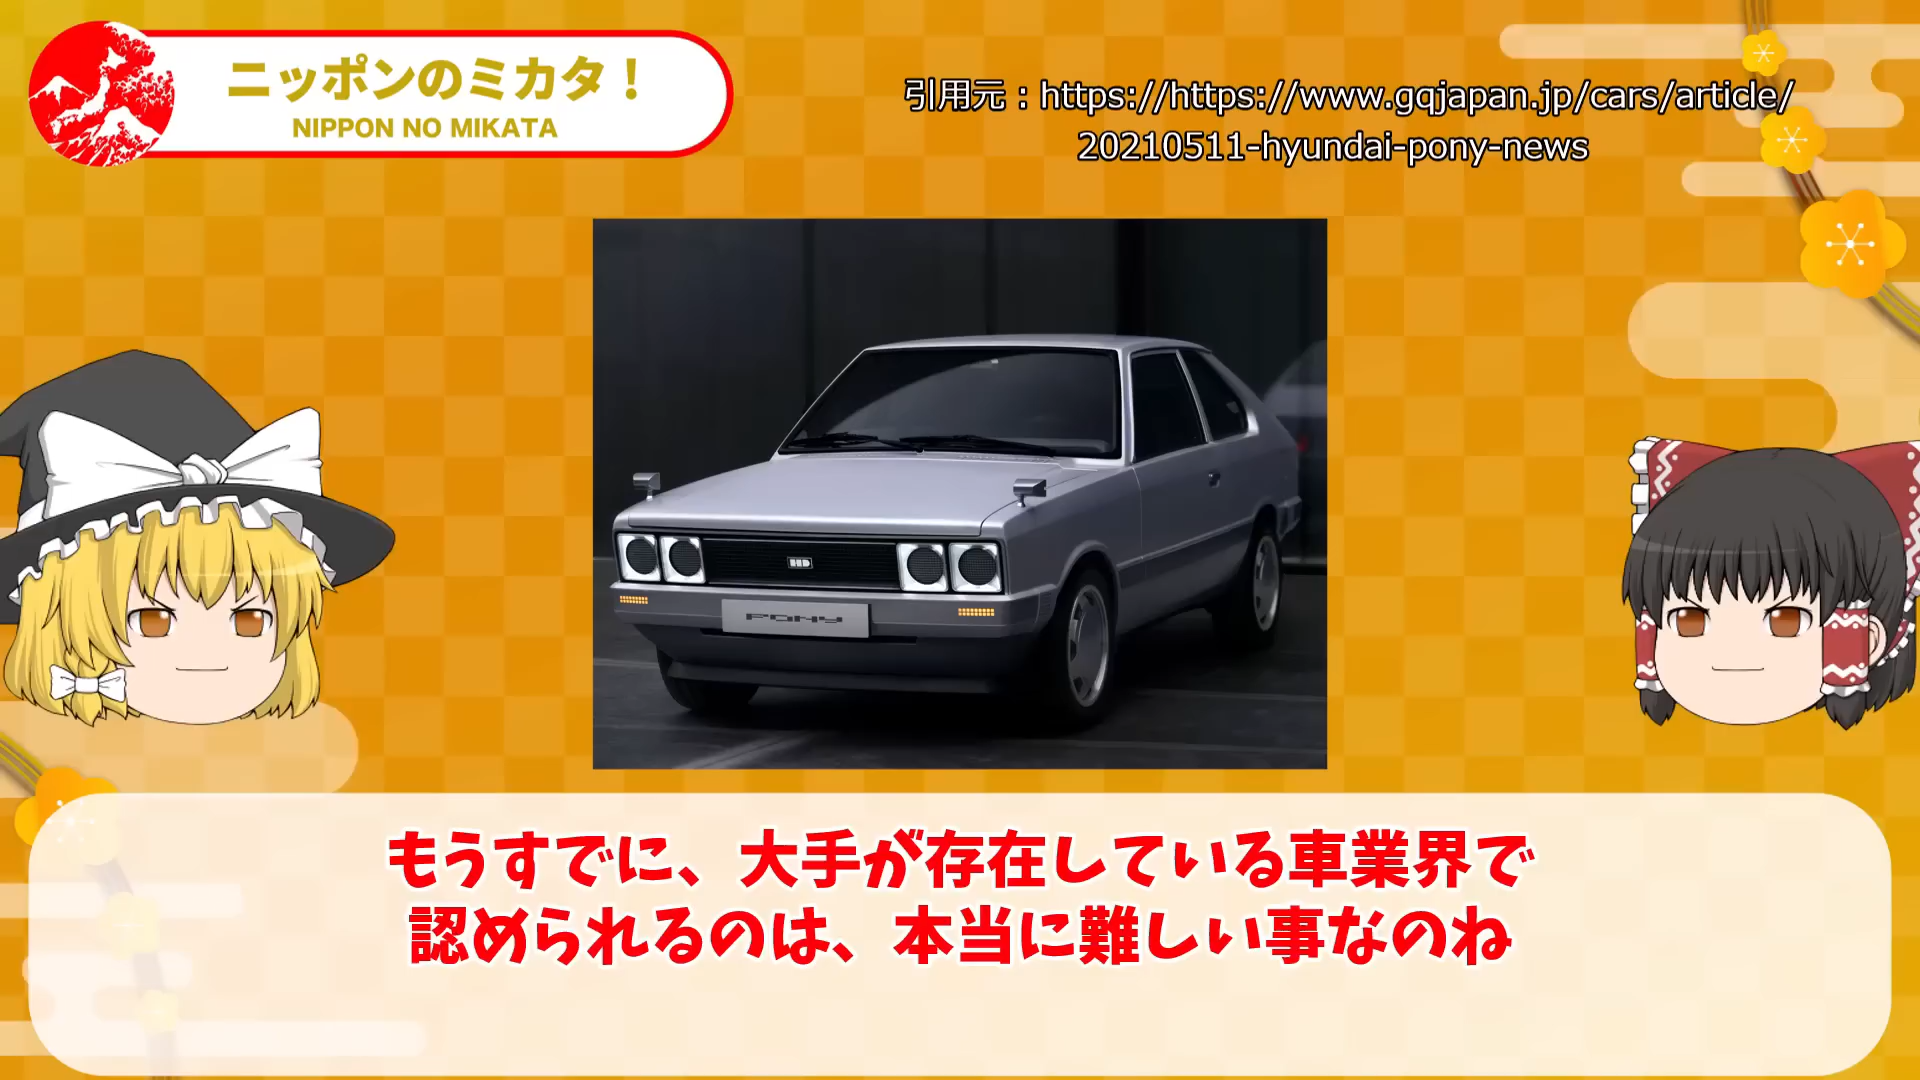 ニッポンのミカタ！
NIPPON NO MIKATA
引用元：https://https://www.gqjapan.jp/cars/article/
20210511-hyundai-pony-news
HD
PONY
もうすでに、大手が存在している車業界で
認められるのは、本当に難しい事なのね